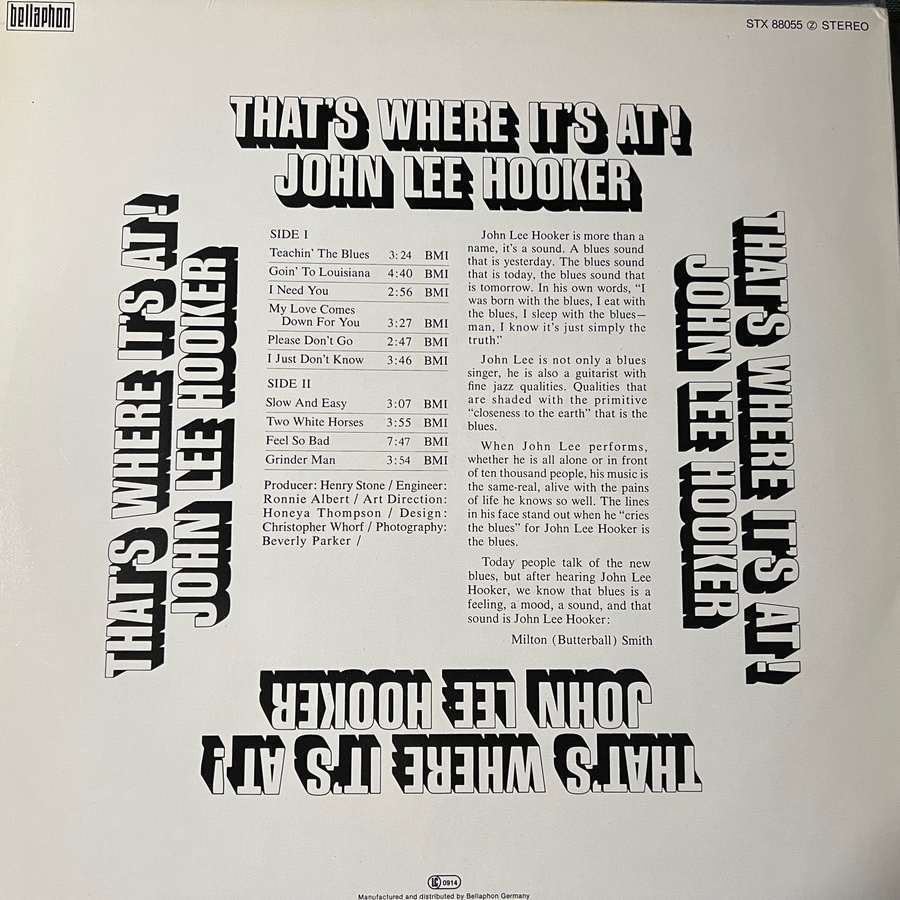 bellaphon
STX 88055 Ⓩ STEREO
THAT'S WHERE IT'S AT!
JOHN LEE HOOKER
THAT'S WHERE IT'S AT!
JOHN LEE HOOKER
SIDE I
Teachin' The Blues 3:24 BMI
Goin' To Louisiana 4:40 BMI
I Need You 2:56 BMI
My Love Comes
Down For You 3:27 BMI
Please Don't Go 2:47 BMI
I Just Don't Know 3:46 BMI
SIDE II
Slow And Easy 3:07 BMI
Two White Horses 3:55 BMI
Feel So Bad 7:47 BMI
Grinder Man 3:54 BMI
Producer: Henry Stone / Engineer:
Ronnie Albert / Art Direction:
Honeya Thompson / Design:
Christopher Whorf / Photography:
Beverly Parker /
John Lee Hooker is more than a
name, it's a sound. A blues sound
that is yesterday. The blues sound
that is today, the blues sound that
is tomorrow. In his own words, "I
was born with the blues, I eat with
the blues, I sleep with the blues—
man, I know it's just simply the
truth."
John Lee is not only a blues
singer, he is also a guitarist with
fine jazz qualities. Qualities that
are shaded with the primitive
"closeness to the earth" that is the
blues.
When John Lee performs,
whether he is all alone or in front
of ten thousand people, his music is
the same-real, alive with the pains
of life he knows so well. The lines
in his face stand out when he "cries
the blues" for John Lee Hooker is
the blues.
Today people talk of the new
blues, but after hearing John Lee
Hooker, we know that blues is a
feeling, a mood, a sound, and that
sound is John Lee Hooker:
Milton (Butterball) Smith
THAT'S WHERE IT'S AT!
JOHN LEE HOOKER
THAT'S WHERE IT'S AT!
JOHN LEE HOOKER
LC 0914
Manufactured and distributed by Bellaphon Germany